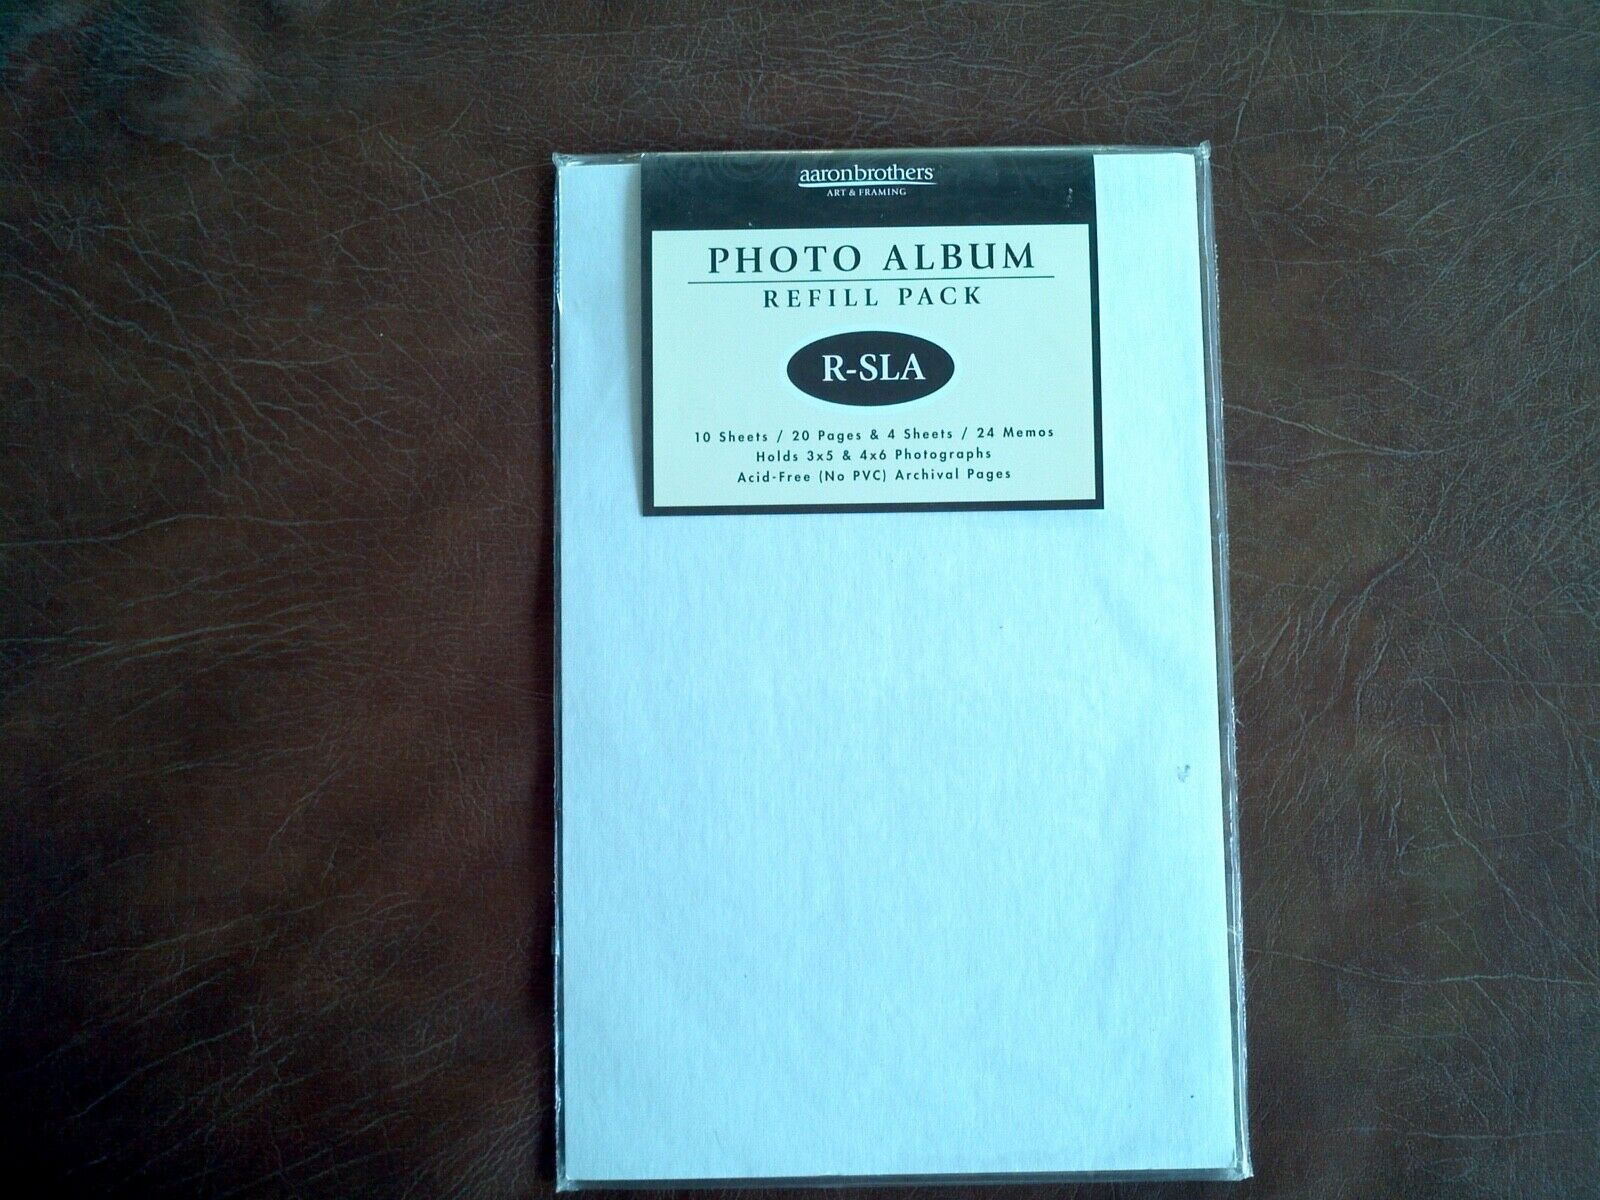 aaronbrothers
ART & FRAMING
PHOTO ALBUM
REFILL PACK
R-SLA
10 Sheets / 20 Pages & 4 Sheets / 24 Memos
Holds 3x5 & 4x6 Photographs
Acid-Free (No PVC) Archival Pages